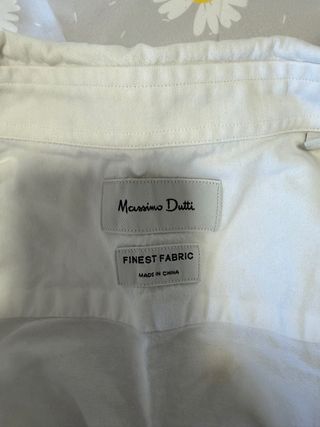 Massimo Dutti
FINEST FABRIC
MADE IN CHINA